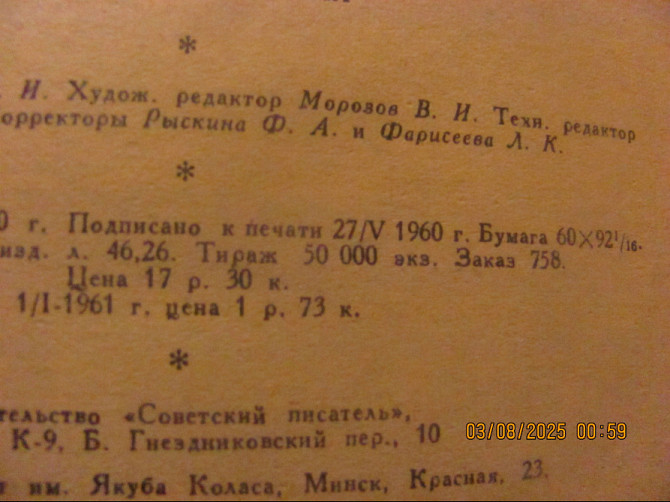 *
И. Худож. редактор Морозов В. И. Техн. редактор
орректоры Рыскина Ф. А. и Фарисеева Л. К.
*
0 г. Подписано к печати 27/V 1960 г. Бумага 60×92¹/₁₆.
изд. л. 46,26. Тираж 50 000 экз. Заказ 758.
Цена 17 р. 30 к.
1/I-1961 г. цена 1 р. 73 к.
*
тельство «Советский писатель»,
К-9, Б. Гнездниковский пер., 10
им. Якуба Коласа, Минск, Красная, 23.
03/08/2025 00:59